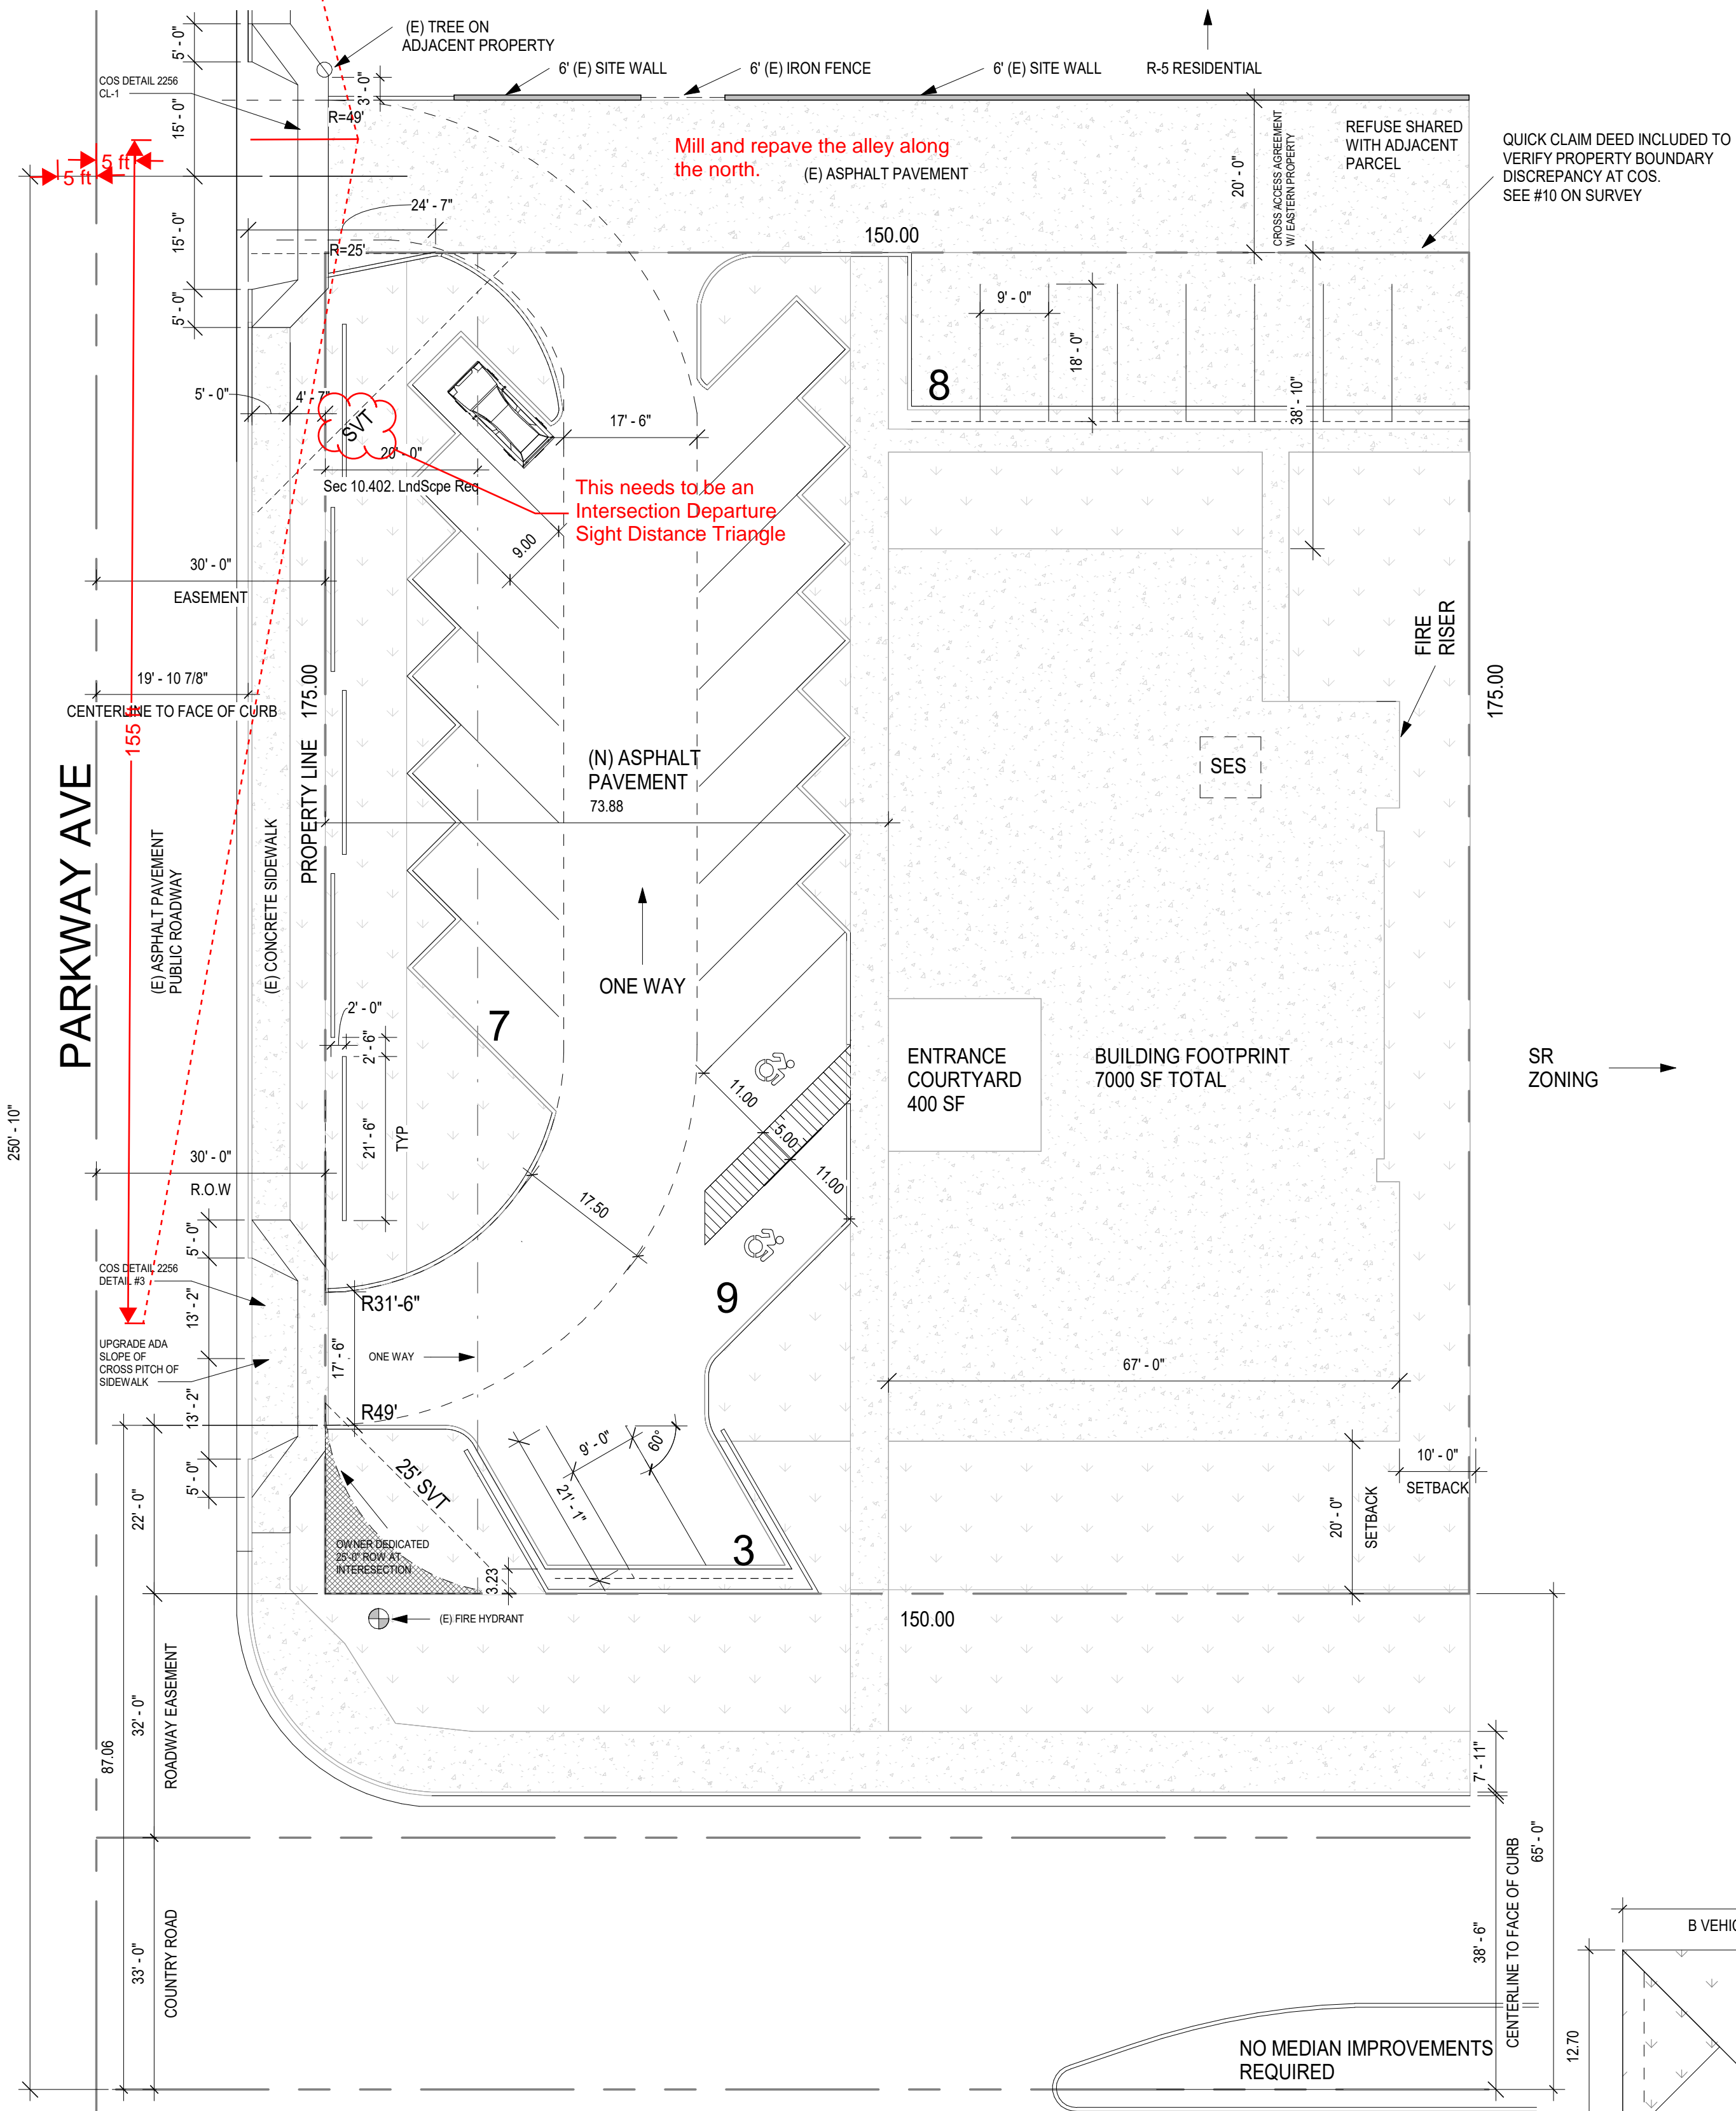 (E) TREE ON
ADJACENT PROPERTY
5' - 0"
COS DETAIL 2256
CL-1
15' - 0"
3' - 0"
R=49'
6' (E) SITE WALL
6' (E) IRON FENCE
6' (E) SITE WALL
R-5 RESIDENTIAL
Mill and repave the alley along
the north.
(E) ASPHALT PAVEMENT
20' - 0"
CROSS ACCESS AGREEMENT
W/ EASTERN PROPERTY
REFUSE SHARED
WITH ADJACENT
PARCEL
QUICK CLAIM DEED INCLUDED TO
VERIFY PROPERTY BOUNDARY
DISCREPANCY AT COS.
SEE #10 ON SURVEY
5 ft
5 ft
15' - 0"
24' - 7"
R=25'
150.00
5' - 0"
9' - 0"
18' - 0"
8
38' - 10"
5' - 0"
4' - 7"
SVT
20' - 0"
17' - 6"
Sec 10.402. LndScpe Req
This needs to be an
Intersection Departure
Sight Distance Triangle
9.00
30' - 0"
EASEMENT
FIRE
RISER
19' - 10 7/8"
CENTERLINE TO FACE OF CURB
155 ft
PROPERTY LINE 175.00
175.00
(N) ASPHALT
PAVEMENT
73.88
SES
PARKWAY AVE
(E) ASPHALT PAVEMENT
PUBLIC ROADWAY
(E) CONCRETE SIDEWALK
ONE WAY
7
2' - 0"
2' - 6"
21' - 6"
TYP
11.00
5.00
11.00
ENTRANCE
COURTYARD
400 SF
BUILDING FOOTPRINT
7000 SF TOTAL
SR
ZONING
250' - 10"
30' - 0"
R.O.W
17.50
5' - 0"
COS DETAIL 2256
DETAIL #3
13' - 2"
R31'-6"
9
UPGRADE ADA
SLOPE OF
CROSS PITCH OF
SIDEWALK
17' - 6"
ONE WAY
67' - 0"
13' - 2"
R49'
5' - 0"
22' - 0"
25' SVT
9' - 0"
60°
21' - 1"
3
10' - 0"
SETBACK
20' - 0"
SETBACK
OWNER DEDICATED
25'-0" ROW AT
INTERESECTION
3.23
(E) FIRE HYDRANT
150.00
32' - 0"
ROADWAY EASEMENT
87.06
7' - 11"
33' - 0"
COUNTRY ROAD
38' - 6"
CENTERLINE TO FACE OF CURB
65' - 0"
NO MEDIAN IMPROVEMENTS
REQUIRED
12.70